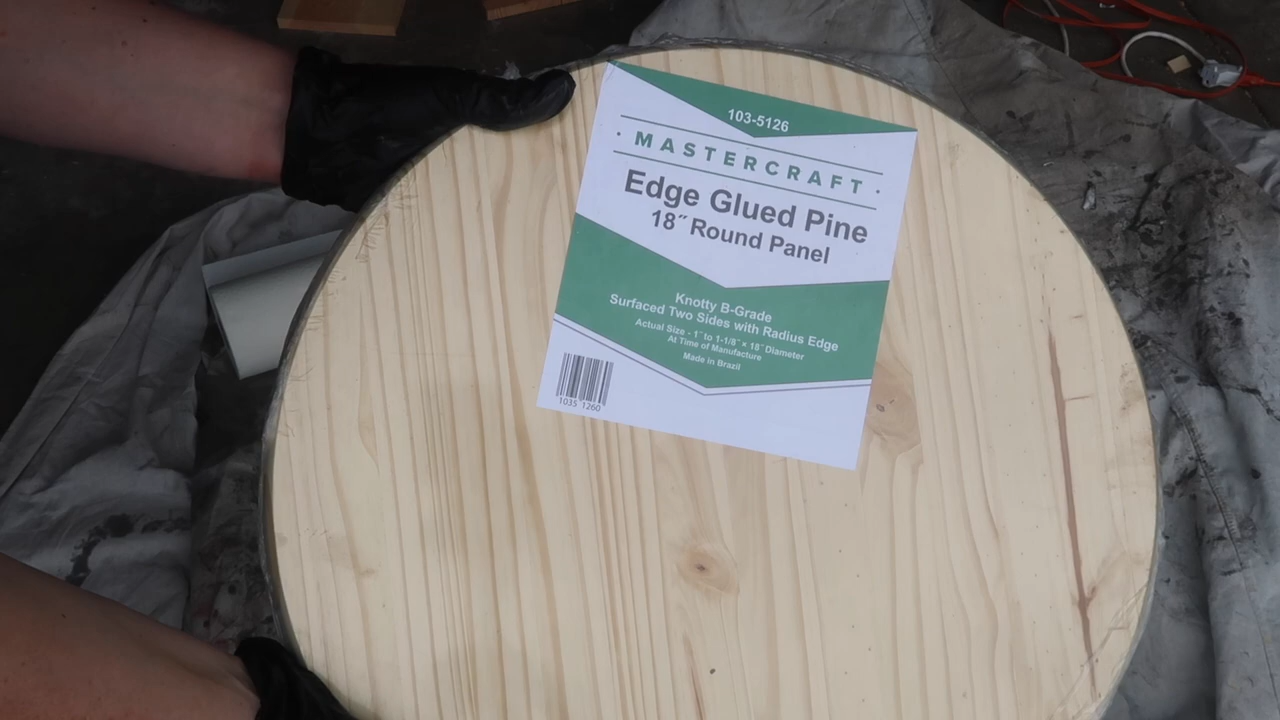 103-5126
· MASTERCRAFT ·
Edge Glued Pine
18″ Round Panel
Knotty B-Grade
Surfaced Two Sides with Radius Edge
Actual Size - 1″ to 1-1/8″ × 18″ Diameter
At Time of Manufacture
Made in Brazil
1035 1260